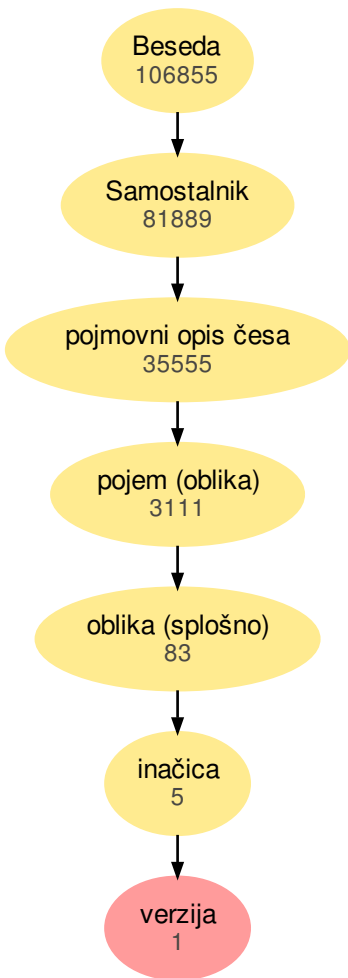 Beseda
106855
Samostalnik
81889
pojmovni opis česa
35555
pojem (oblika)
3111
oblika (splošno)
83
inačica
5
verzija
1